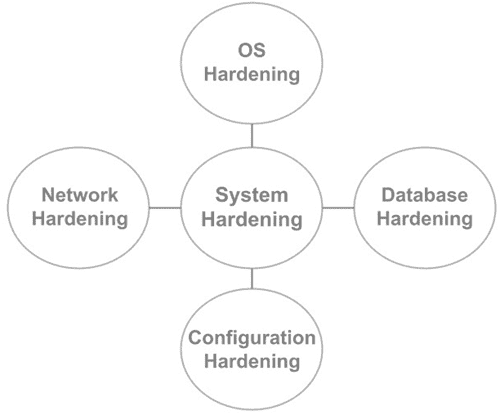 OS
Hardening
Network
Hardening
System
Hardening
Database
Hardening
Configuration
Hardening